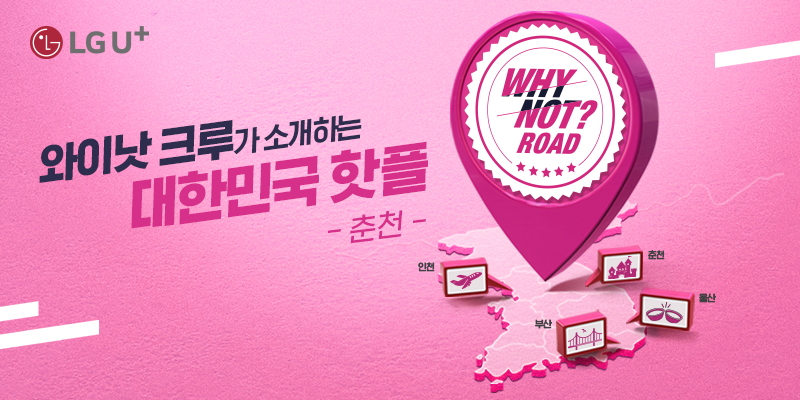 LG U+
와이낫 크루가 소개하는
대한민국 핫플
- 춘천 -
WHY
NOT?
ROAD
인천
춘천
울산
부산